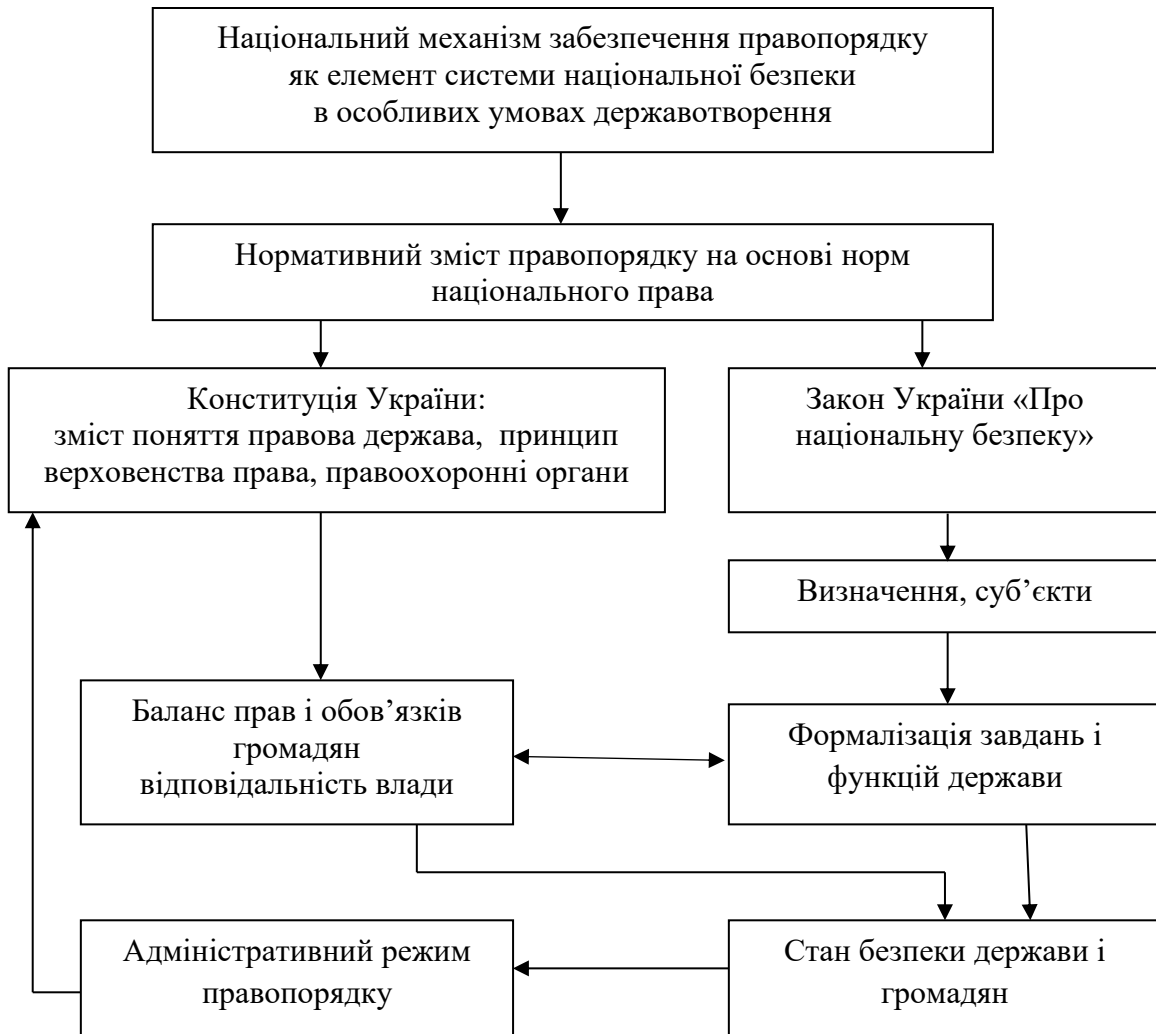 Національний механізм забезпечення правопорядку
як елемент системи національної безпеки
в особливих умовах державотворення
Нормативний зміст правопорядку на основі норм
національного права
Конституція України:
зміст поняття правова держава, принцип
верховенства права, правоохоронні органи
Закон України «Про
національну безпеку»
Визначення, суб’єкти
Баланс прав і обов’язків
громадян
відповідальність влади
Формалізація завдань і
функцій держави
Адміністративний режим
правопорядку
Стан безпеки держави і
громадян